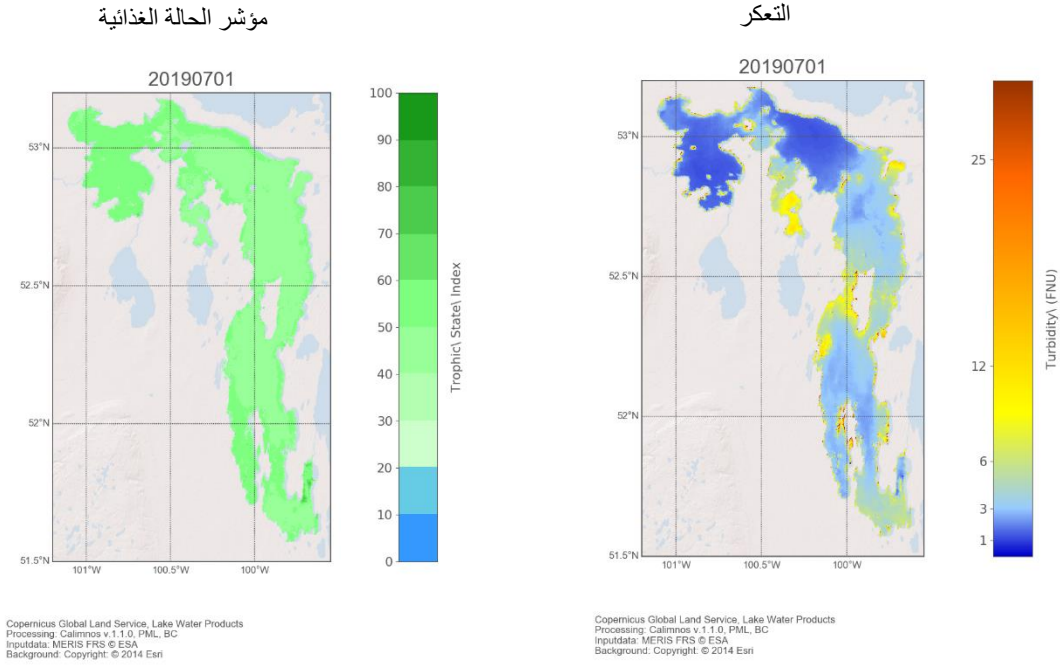 مؤشر الحالة الغذائية
20190701
100
90
80
70
60
50
40
30
20
10
0
Trophic\ State\ Index
53°N
52.5°N
52°N
51.5°N
101°W 100.5°W 100°W
Copernicus Global Land Service, Lake Water Products
Processing: Calimnos v.1.1.0, PML, BC
Inputdata: MERIS FRS © ESA
Background: Copyright: © 2014 Esri
التعكر
20190701
25
12
6
3
1
Turbidity\ (FNU)
53°N
52.5°N
52°N
51.5°N
101°W 100.5°W 100°W
Copernicus Global Land Service, Lake Water Products
Processing: Calimnos v.1.1.0, PML, BC
Inputdata: MERIS FRS © ESA
Background: Copyright: © 2014 Esri